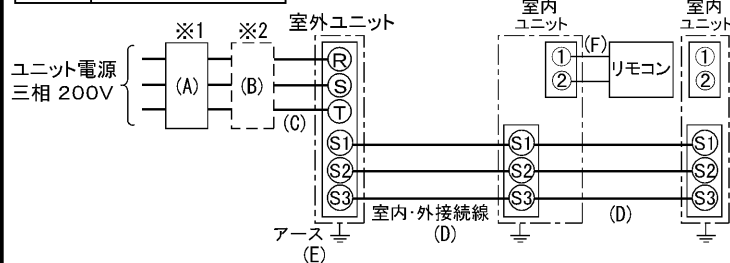 ※1
※2
室外ユニット
室内
ユニット
室内
ユニット
ユニット電源
三相 200V
(A)
(B)
(C)
R
S
T
S1
S2
S3
①
②
(F)
リモコン
①
②
S1
S2
S3
S1
S2
S3
室内・外接続線
(D)
(D)
アース
(E)